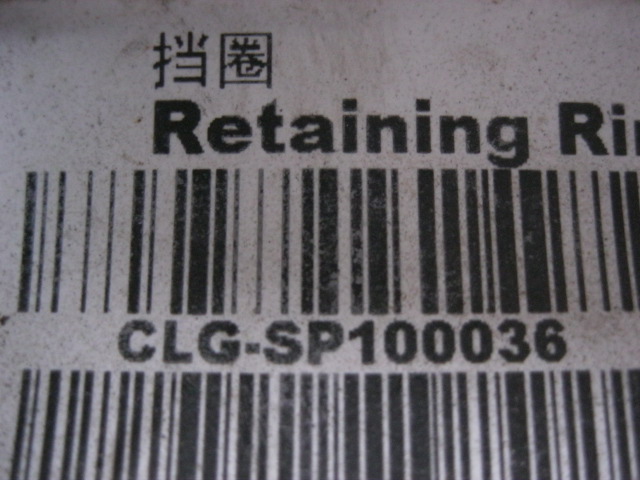 挡圈
Retaining Ri
CLG-SP100036